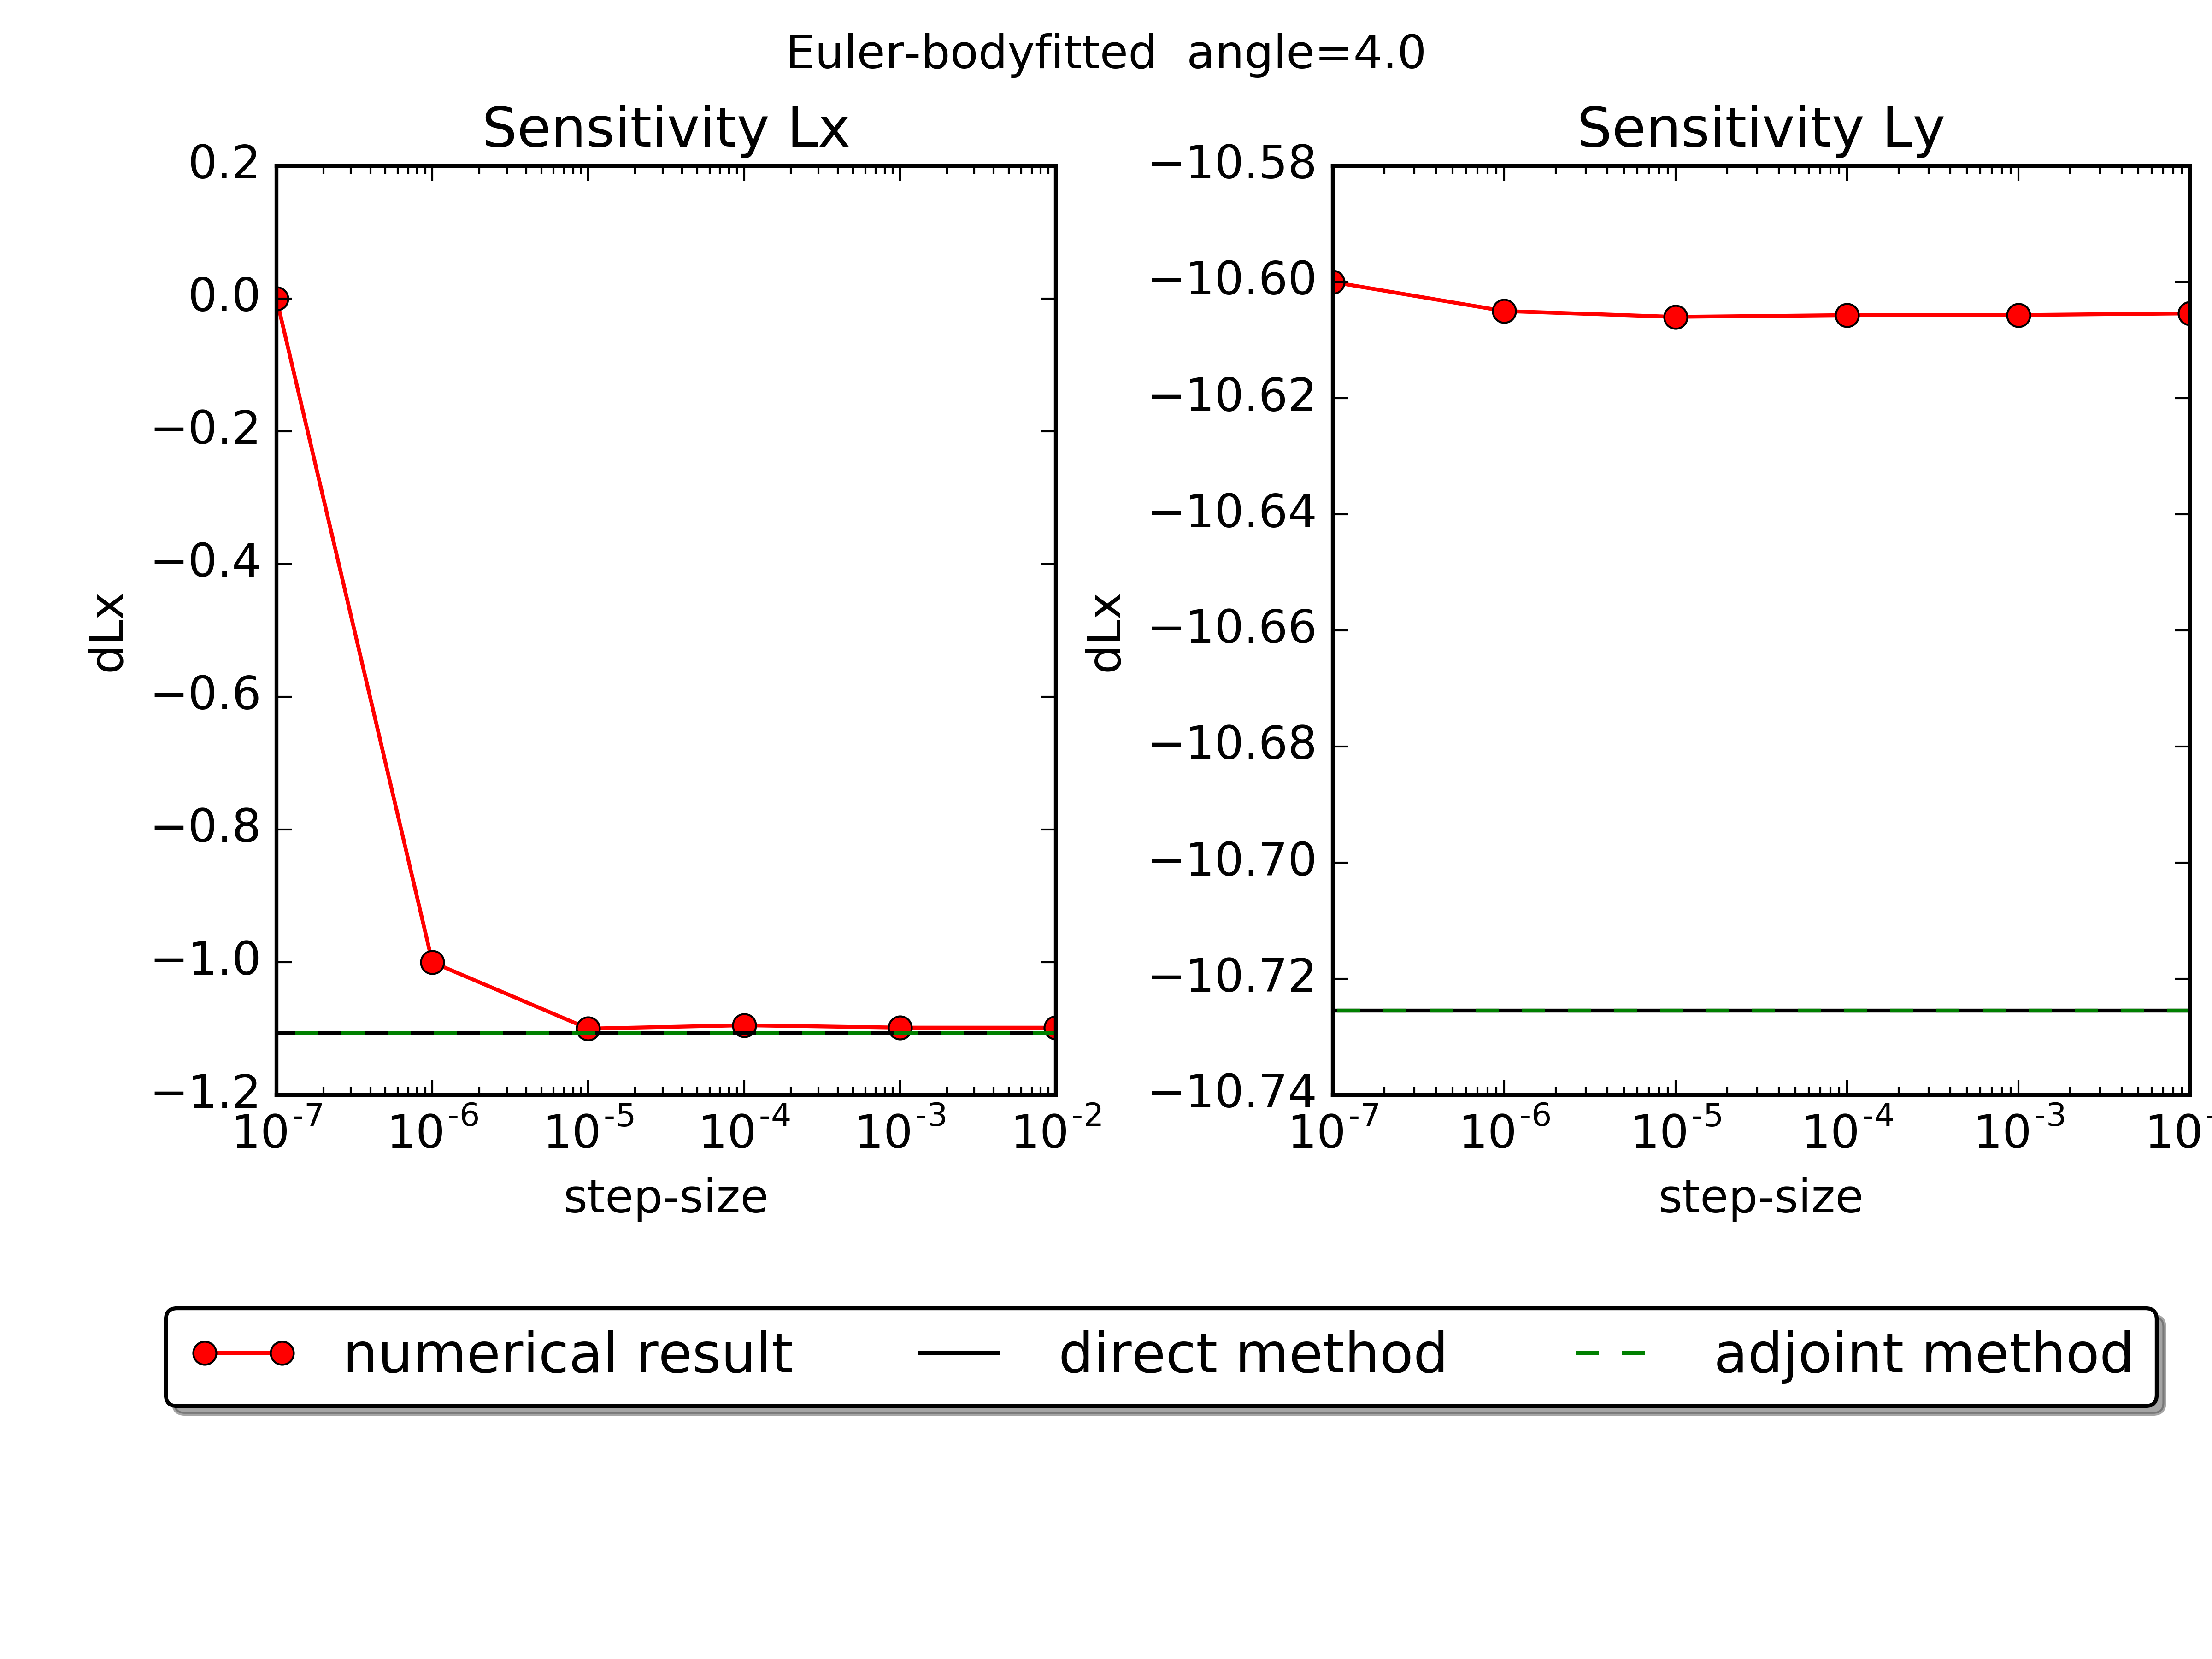 Euler-bodyfitted  angle=4.0
Sensitivity Lx
0.2
0.0
−0.2
−0.4
−0.6
−0.8
−1.0
−1.2
dLx
10^-7 10^-6 10^-5 10^-4 10^-3 10^-2
step-size
Sensitivity Ly
−10.58
−10.60
−10.62
−10.64
−10.66
−10.68
−10.70
−10.72
−10.74
dLx
10^-7 10^-6 10^-5 10^-4 10^-3 10^-
step-size
numerical result direct method adjoint method